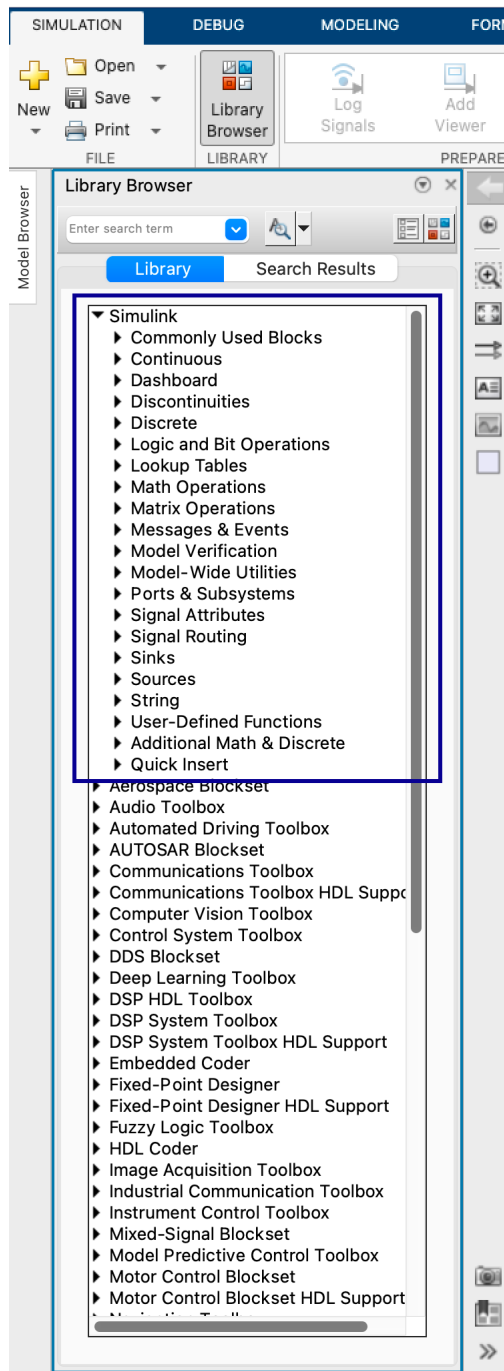 SIMULATION DEBUG MODELING FOR
New
Open
Save
Print
Library
Browser
Log
Signals
Add
Viewer
FILE LIBRARY PREPARE
Model Browser
Library Browser
Enter search term
Library Search Results
Simulink
Commonly Used Blocks
Continuous
Dashboard
Discontinuities
Discrete
Logic and Bit Operations
Lookup Tables
Math Operations
Matrix Operations
Messages & Events
Model Verification
Model-Wide Utilities
Ports & Subsystems
Signal Attributes
Signal Routing
Sinks
Sources
String
User-Defined Functions
Additional Math & Discrete
Quick Insert
Aerospace Blockset
Audio Toolbox
Automated Driving Toolbox
AUTOSAR Blockset
Communications Toolbox
Communications Toolbox HDL Suppo
Computer Vision Toolbox
Control System Toolbox
DDS Blockset
Deep Learning Toolbox
DSP HDL Toolbox
DSP System Toolbox
DSP System Toolbox HDL Support
Embedded Coder
Fixed-Point Designer
Fixed-Point Designer HDL Support
Fuzzy Logic Toolbox
HDL Coder
Image Acquisition Toolbox
Industrial Communication Toolbox
Instrument Control Toolbox
Mixed-Signal Blockset
Model Predictive Control Toolbox
Motor Control Blockset
Motor Control Blockset HDL Support